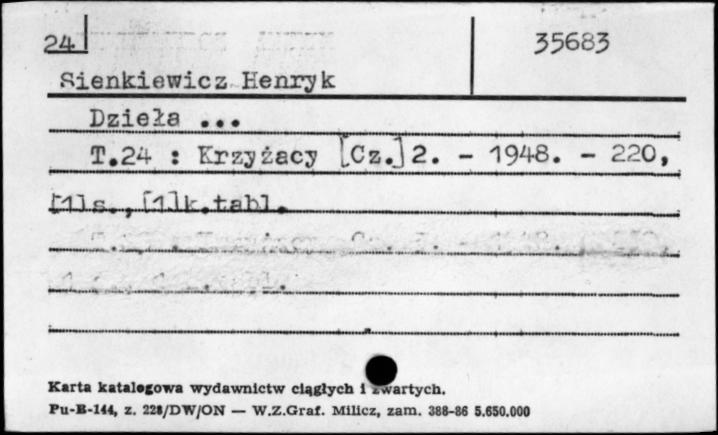 24
35683
Sienkiewicz Henryk
Dzieła ...
T.24 : Krzyżacy [Cz.]2. - 1948. - 220,
[1]s., [1]k.tabl.
Karta katalogowa wydawnictw ciągłych i zwartych.
Pu-B-144, z. 228/DW/ON — W.Z.Graf. Milicz, zam. 388-86 5.650.000